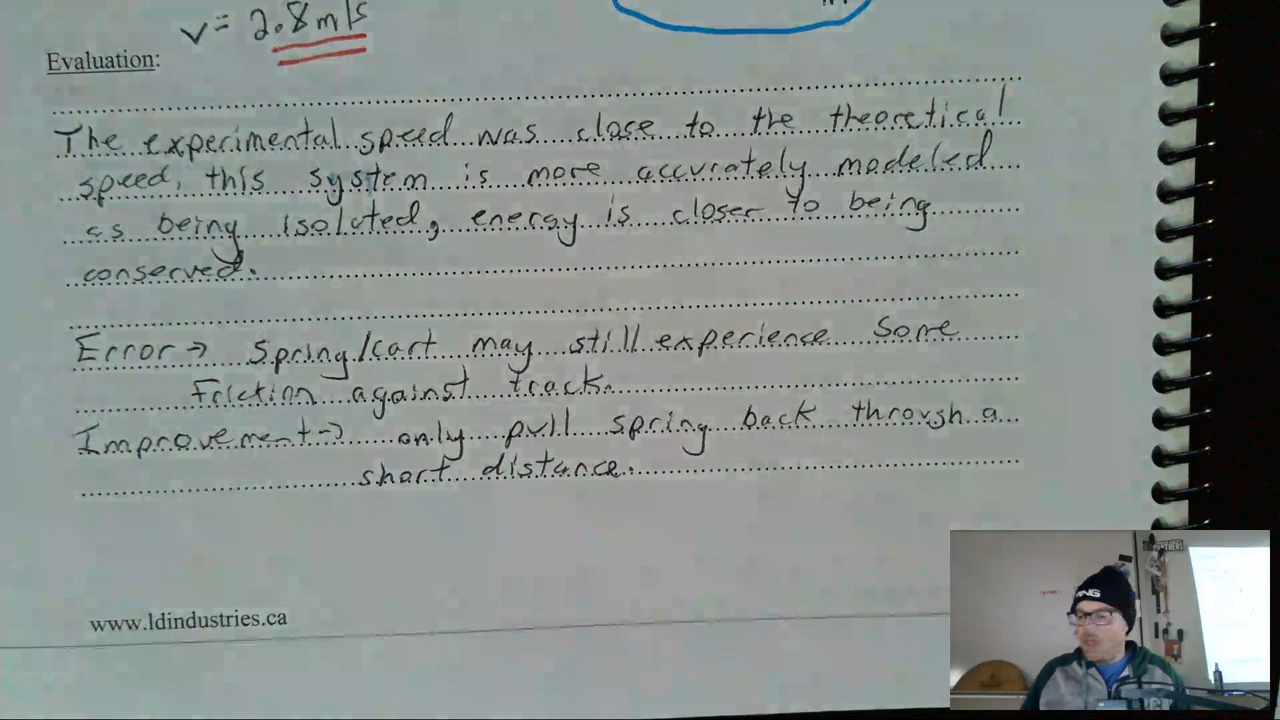 v = 2.8m/s
Evaluation:
The experimental speed was close to the theoretical
speed, this system is more accurately modeled
as being isolated, energy is closer to being
conserved.
Error → Spring/cart may still experience some
friction against track.
Improvement → only pull spring back through a
short distance.
www.ldindustries.ca